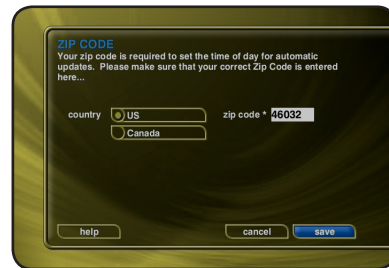 ZIP CODE
Your zip code is required to set the time of day for automatic
updates. Please make sure that your correct Zip Code is entered
here...
country US zip code * 46032
Canada
help cancel save